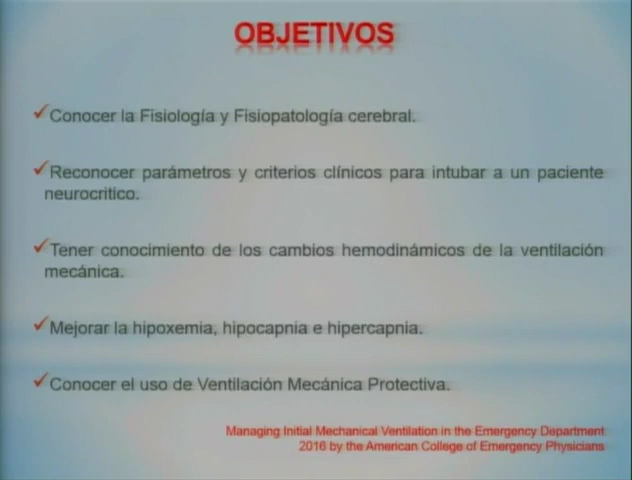 OBJETIVOS
Conocer la Fisiología y Fisiopatología cerebral.
Reconocer parámetros y criterios clínicos para intubar a un paciente
neurocritico.
Tener conocimiento de los cambios hemodinámicos de la ventilación
mecánica.
Mejorar la hipoxemia, hipocapnia e hipercapnia.
Conocer el uso de Ventilación Mecánica Protectiva.
Managing Initial Mechanical Ventilation in the Emergency Department
2016 by the American College of Emergency Physicians